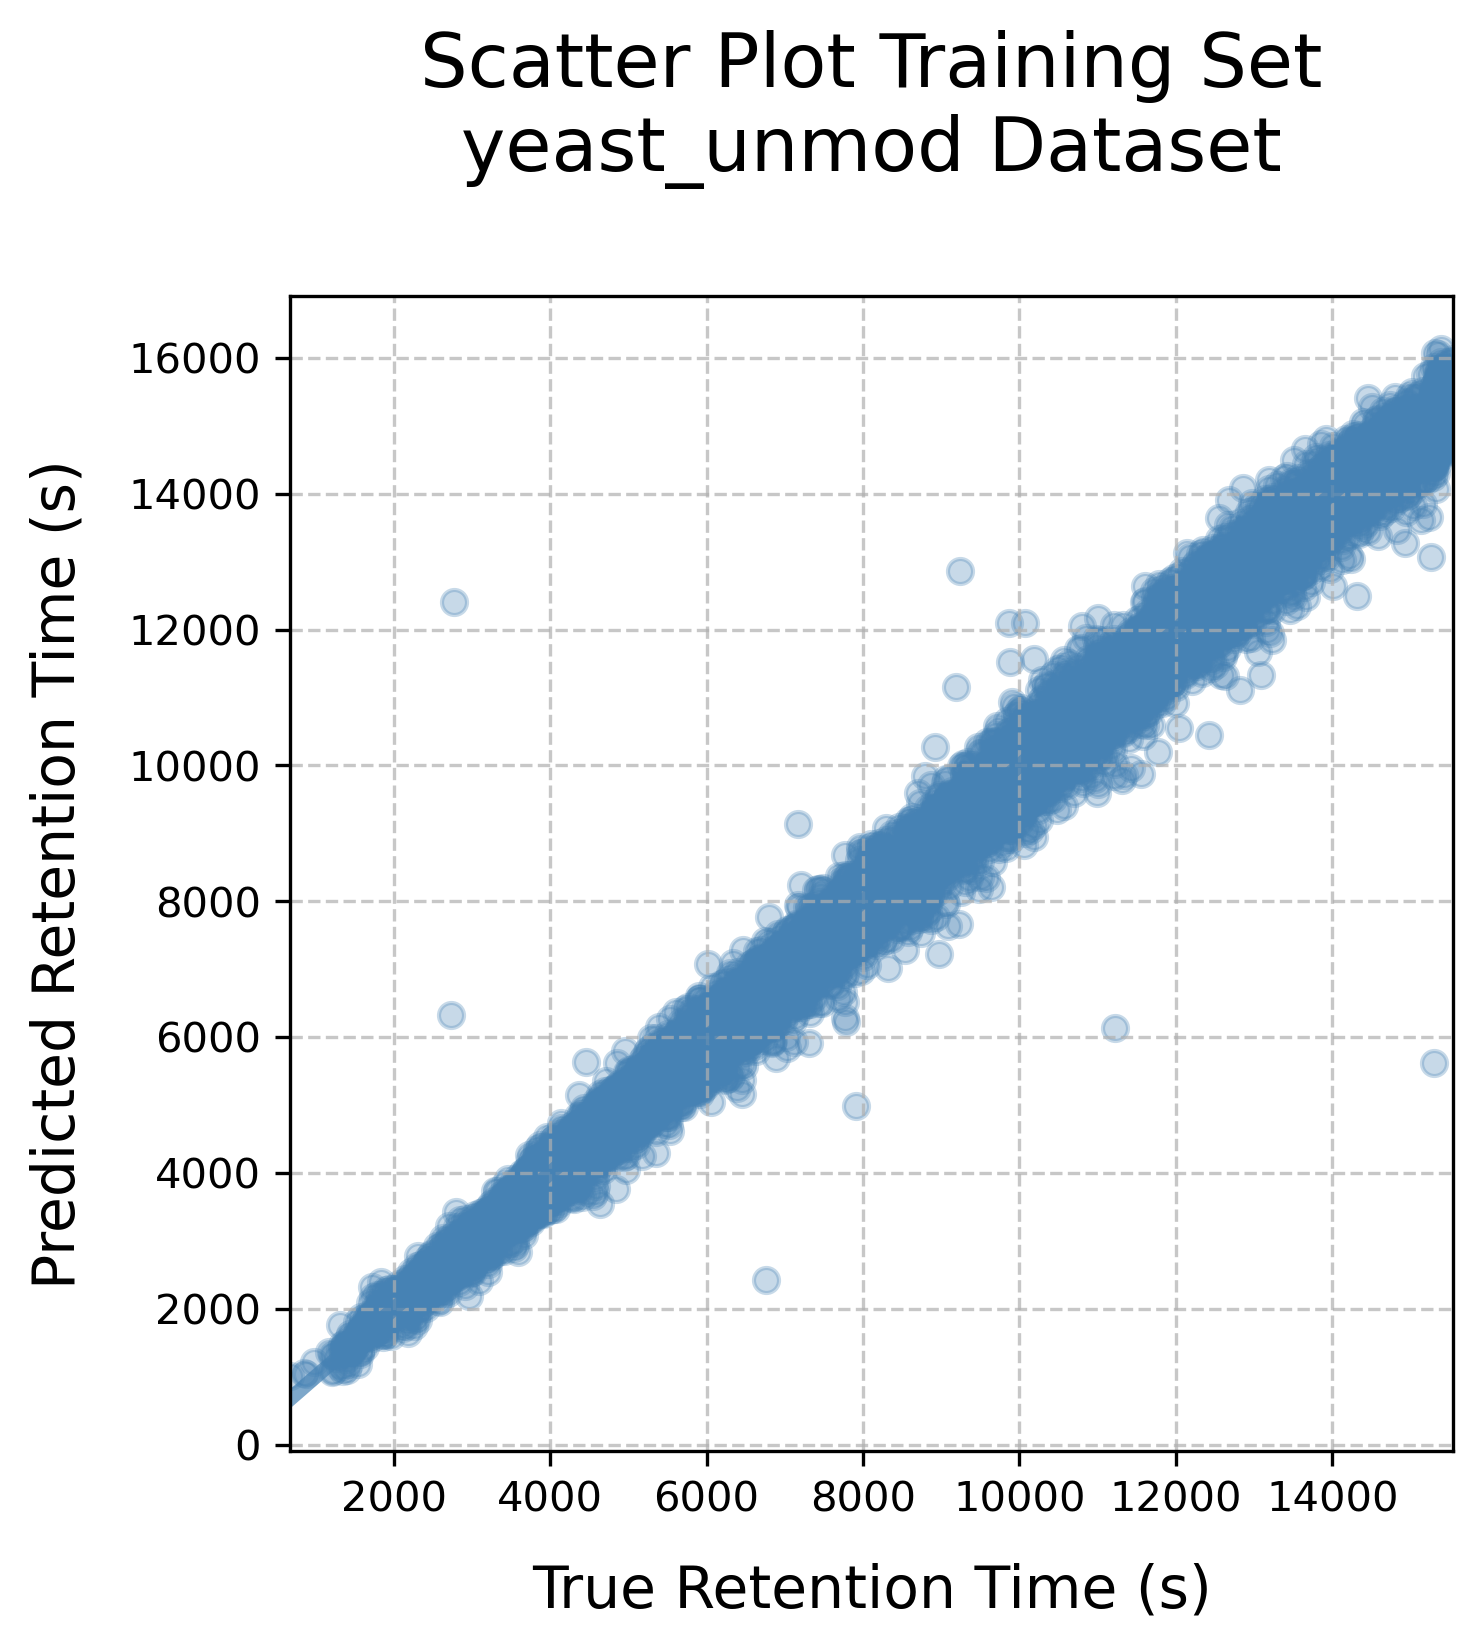 Scatter Plot Training Set
yeast_unmod Dataset
Predicted Retention Time (s)
16000
14000
12000
10000
8000
6000
4000
2000
0
2000 4000 6000 8000 10000 12000 14000
True Retention Time (s)